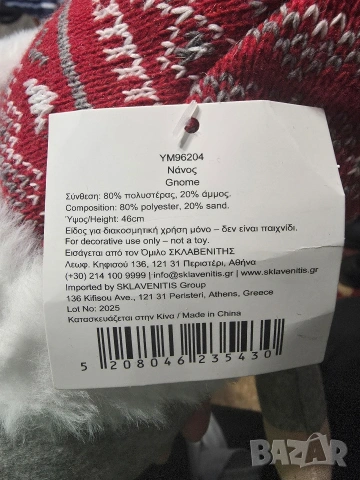 YM96204
Νάνος
Gnome
Σύνθεση: 80% πολυστέρας, 20% άμμος.
Composition: 80% polyester, 20% sand.
Ύψος/Height: 46cm
Είδος για διακοσμητική χρήση μόνο – δεν είναι παιχνίδι.
For decorative use only – not a toy.
Εισάγεται από τον Όμιλο ΣΚΛΑΒΕΝΙΤΗΣ
Λεωφ. Κηφισού 136, 121 31 Περιστέρι, Αθήνα
(+30) 214 100 9999 | info@sklavenitis.gr | www.sklavenitis.gr
Imported by SKLAVENITIS Group
136 Kifisou Ave., 121 31 Peristeri, Athens, Greece
Lot No: 2025
Κατασκευάζεται στην Κίνα / Made in China
5 208046 235430
BAZAR